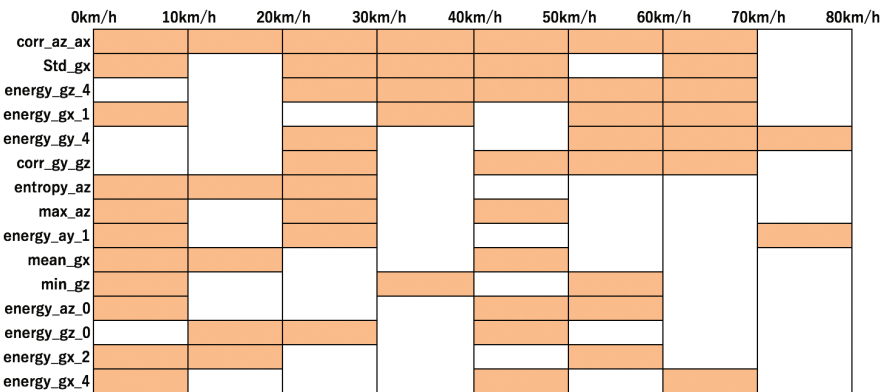 0km/h 10km/h 20km/h 30km/h 40km/h 50km/h 60km/h 70km/h 80km/h
corr_az_ax
Std_gx
energy_gz_4
energy_gx_1
energy_gy_4
corr_gy_gz
entropy_az
max_az
energy_ay_1
mean_gx
min_gz
energy_az_0
energy_gz_0
energy_gx_2
energy_gx_4